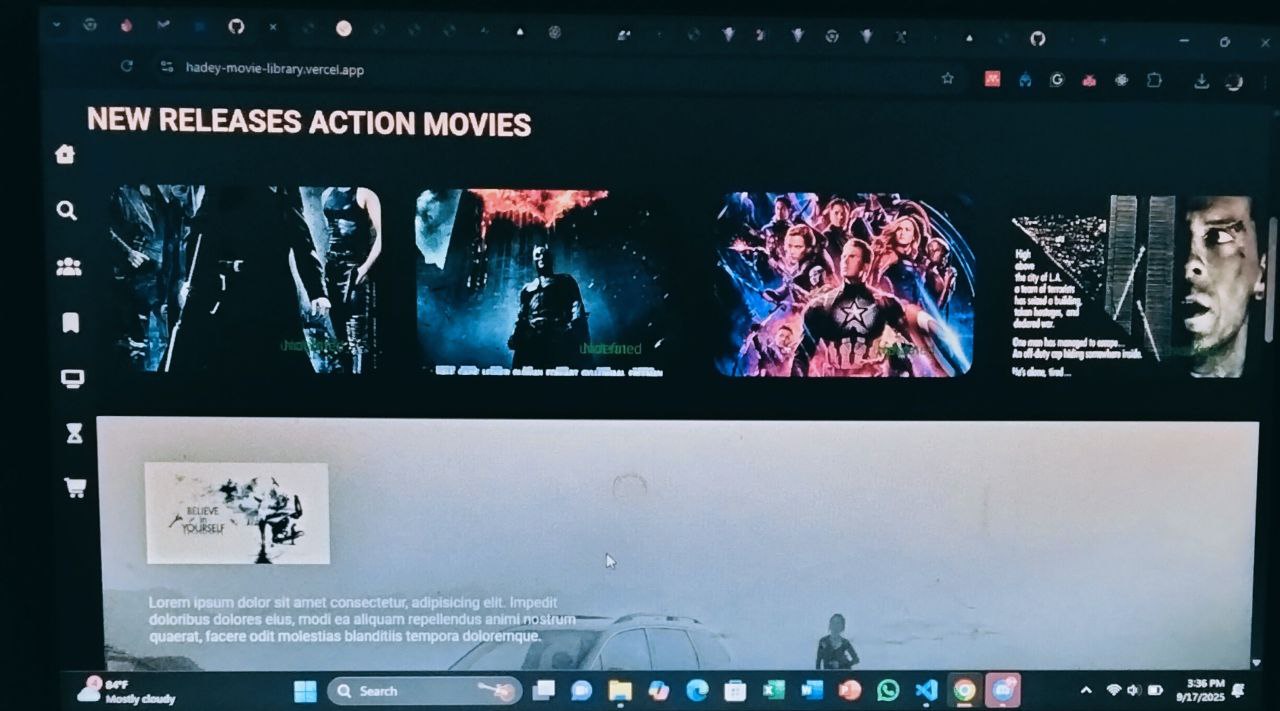 hadey-movie-library.vercel.app
NEW RELEASES ACTION MOVIES
undefined
High
above
the city of L.A.
a team of terrorists
has seized a building,
taken hostages, and
declared war.
One man has managed to escape...
An off-duty cop hiding somewhere inside.
He's alone, tired...
BELIEVE
in
YOURSELF
Lorem ipsum dolor sit amet consectetur, adipisicing elit. Impedit
doloribus dolores eius, modi ea aliquam repellendus animi nostrum
quaerat, facere odit molestias blanditiis tempora doloremque.
84°F
Mostly cloudy
Search
3:36 PM
9/17/2025